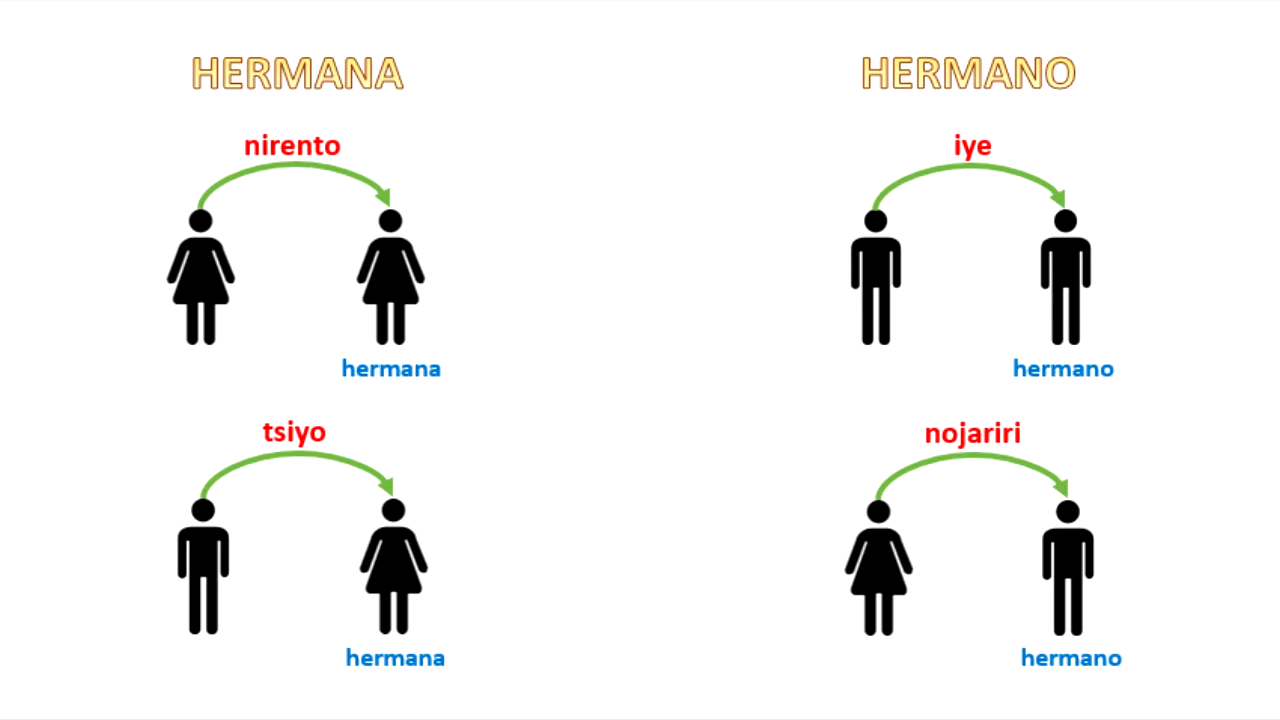 HERMANA
nirento
hermana
tsiyo
hermana
HERMANO
iye
hermano
nojariri
hermano